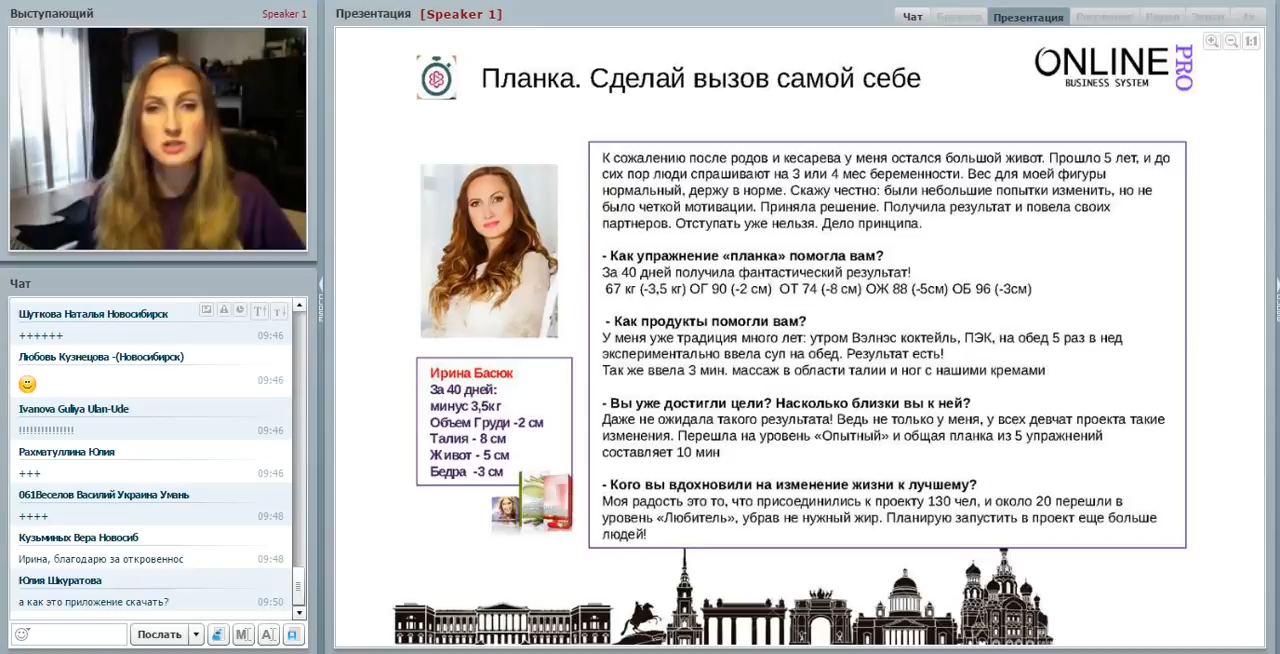 Выступающий
Speaker 1
Чат
Шуткова Наталья Новосибирск
++++++
09:46
Любовь Кузнецова -(Новосибирск)
09:46
Ivanova Guliya Ulan-Ude
!!!!!!!!!!!!!!!
09:46
Рахматуллина Юлия
+++
09:46
061Веселов Василий Украина Умань
++++
09:48
Кузьминых Вера Новосиб
Ирина, благодарю за откровеннос
09:48
Юлия Шкуратова
а как это приложение скачать?
09:50
Послать
Презентация [Speaker 1]
Чат
Презентация
1:1
Планка. Сделай вызов самой себе
ONLINE PRO
BUSINESS SYSTEM
Ирина Басюк
За 40 дней:
минус 3,5кг
Объем Груди -2 см
Талия - 8 см
Живот - 5 см
Бедра -3 см
К сожалению после родов и кесарева у меня остался большой живот. Прошло 5 лет, и до
сих пор люди спрашивают на 3 или 4 мес беременности. Вес для моей фигуры
нормальный, держу в норме. Скажу честно: были небольшие попытки изменить, но не
было четкой мотивации. Приняла решение. Получила результат и повела своих
партнеров. Отступать уже нельзя. Дело принципа.
- Как упражнение «планка» помогла вам?
За 40 дней получила фантастический результат!
67 кг (-3,5 кг) ОГ 90 (-2 см) ОТ 74 (-8 см) ОЖ 88 (-5см) ОБ 96 (-3см)
- Как продукты помогли вам?
У меня уже традиция много лет: утром Вэлнэс коктейль, ПЭК, на обед 5 раз в нед
экспериментально ввела суп на обед. Результат есть!
Так же ввела 3 мин. массаж в области талии и ног с нашими кремами
- Вы уже достигли цели? Насколько близки вы к ней?
Даже не ожидала такого результата! Ведь не только у меня, у всех девчат проекта такие
изменения. Перешла на уровень «Опытный» и общая планка из 5 упражнений
составляет 10 мин
- Кого вы вдохновили на изменение жизни к лучшему?
Моя радость это то, что присоединились к проекту 130 чел, и около 20 перешли в
уровень «Любитель», убрав не нужный жир. Планирую запустить в проект еще больше
людей!